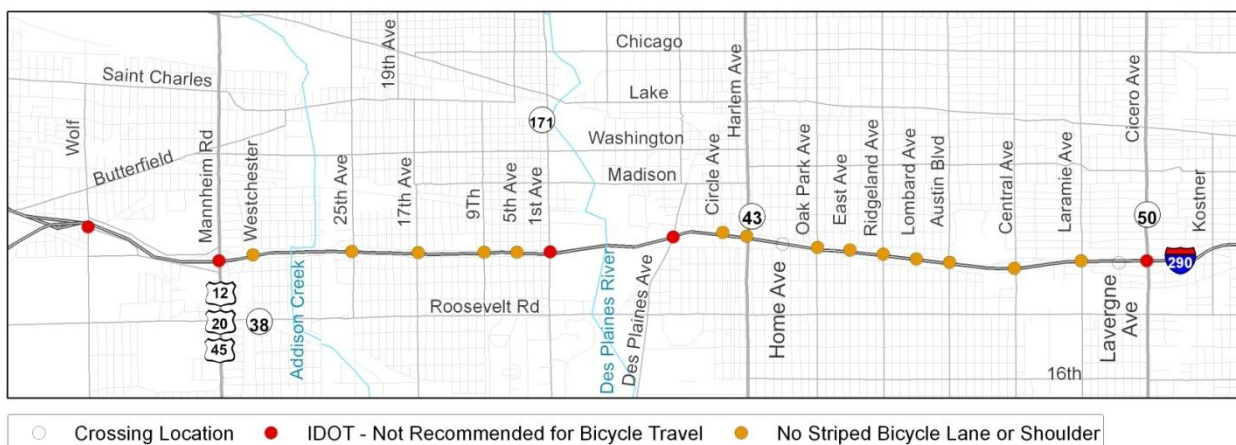 Chicago
Saint Charles
19th Ave
Lake
Harlem Ave
Cicero Ave
171
Washington
Wolf
Butterfield
Mannheim Rd
Westchester
25th Ave
17th Ave
9Th
5th Ave
1st Ave
Madison
Circle Ave
43
Oak Park Ave
East Ave
Ridgeland Ave
Lombard Ave
Austin Blvd
Central Ave
Laramie Ave
50
Kostner
290
12
20
45
38
Addison Creek
Roosevelt Rd
Des Plaines River
Des Plaines Ave
Home Ave
Lavergne
Ave
16th
Crossing Location
IDOT - Not Recommended for Bicycle Travel
No Striped Bicycle Lane or Shoulder